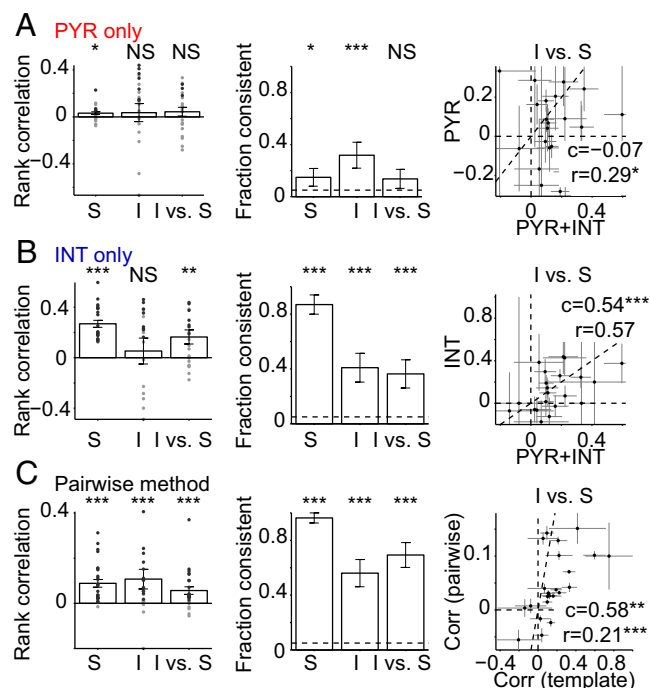 A
PYR only
* NS NS
Rank correlation
0.4
0
−0.4
S I I vs. S
* *** NS
Fraction consistent
0.8
0.4
0
S I I vs. S
I vs. S
PYR
0.2
0
−0.2
c=−0.07
r=0.29*
0 0.4
PYR+INT
B
INT only
*** NS **
Rank correlation
0.4
0
−0.4
S I I vs. S
*** *** ***
Fraction consistent
0.8
0.4
0
S I I vs. S
I vs. S
INT
0.8
0.4
0
c=0.54***
r=0.57
0 0.4
PYR+INT
C
Pairwise method
*** *** ***
Rank correlation
0.4
0
S I I vs. S
*** *** ***
Fraction consistent
0.8
0.4
0
S I I vs. S
I vs. S
Corr (pairwise)
0.1
0
c=0.58**
r=0.21***
−0.4 0 0.4 0.8
Corr (template)